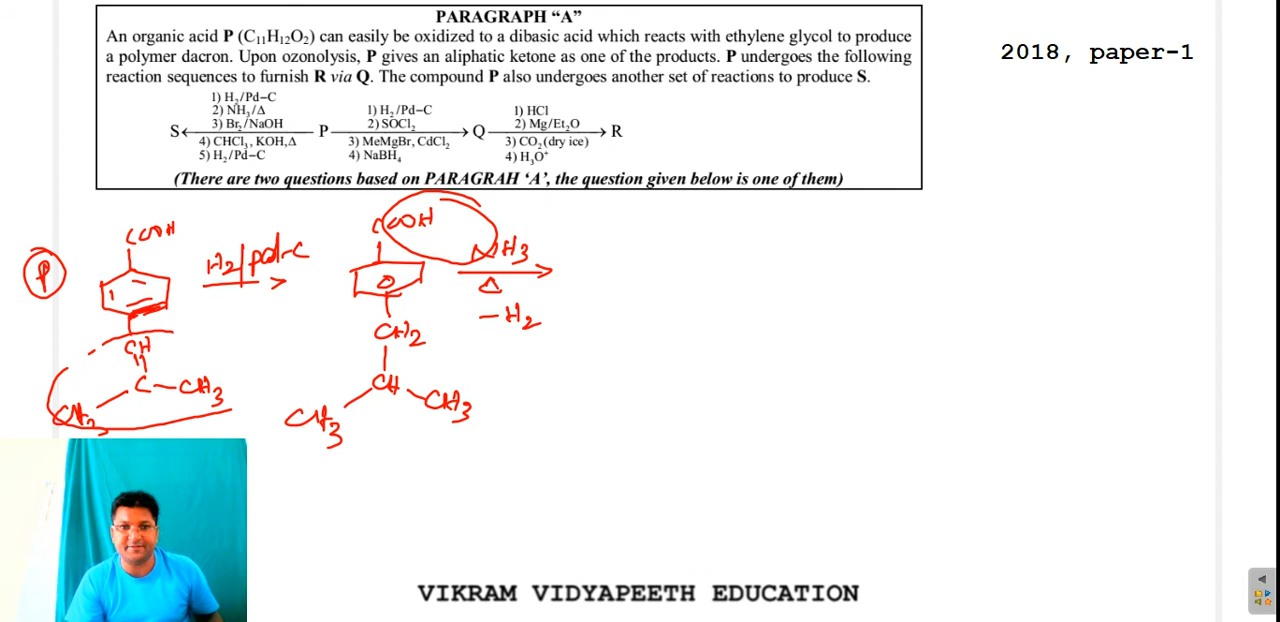 PARAGRAPH “A”
An organic acid P (C₁₁H₁₂O₂) can easily be oxidized to a dibasic acid which reacts with ethylene glycol to produce
a polymer dacron. Upon ozonolysis, P gives an aliphatic ketone as one of the products. P undergoes the following
reaction sequences to furnish R via Q. The compound P also undergoes another set of reactions to produce S.
2018, paper-1
1) H₂/Pd−C
2) NH₃/Δ
3) Br₂/NaOH
S ← P
4) CHCl₃, KOH,Δ
5) H₂/Pd−C
1) H₂/Pd−C
2) SOCl₂
→ Q
3) MeMgBr, CdCl₂
4) NaBH₄
1) HCl
2) Mg/Et₂O
→ R
3) CO₂(dry ice)
4) H₃O⁺
(There are two questions based on PARAGRAH ‘A’, the question given below is one of them)
P
COOH
CH
C−CH₃
CH₃
H₂/pd-C
COOH
CH₂
CH
CH₃
CH₃
NH₃
Δ
−H₂
VIKRAM VIDYAPEETH EDUCATION